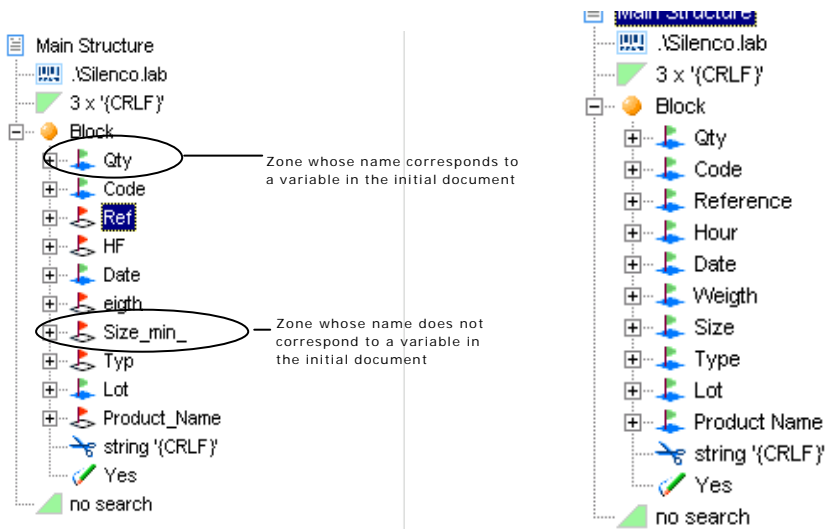 Main Structure
.\Silenco.lab
3 x '{CRLF}'
Block
Qty
Code
Ref
HF
Date
eigth
Size_min_
Typ
Lot
Product_Name
string '{CRLF}'
Yes
no search
Zone whose name corresponds to
a variable in the initial document
Zone whose name does not
correspond to a variable in
the initial document
Main Structure
.\Silenco.lab
3 x '{CRLF}'
Block
Qty
Code
Reference
Hour
Date
Weigth
Size
Type
Lot
Product Name
string '{CRLF}'
Yes
no search